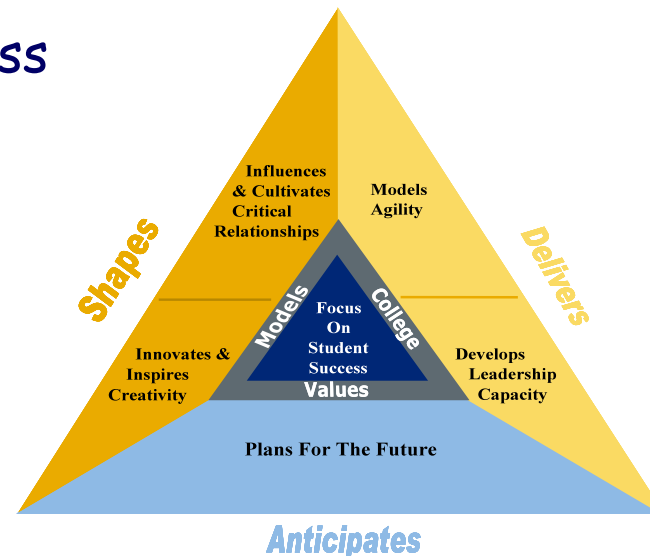 ss
Influences
& Cultivates
Critical
Relationships
Models
Agility
Shapes
Delivers
Models
College
Focus
On
Student
Success
Values
Innovates &
Inspires
Creativity
Develops
Leadership
Capacity
Plans For The Future
Anticipates